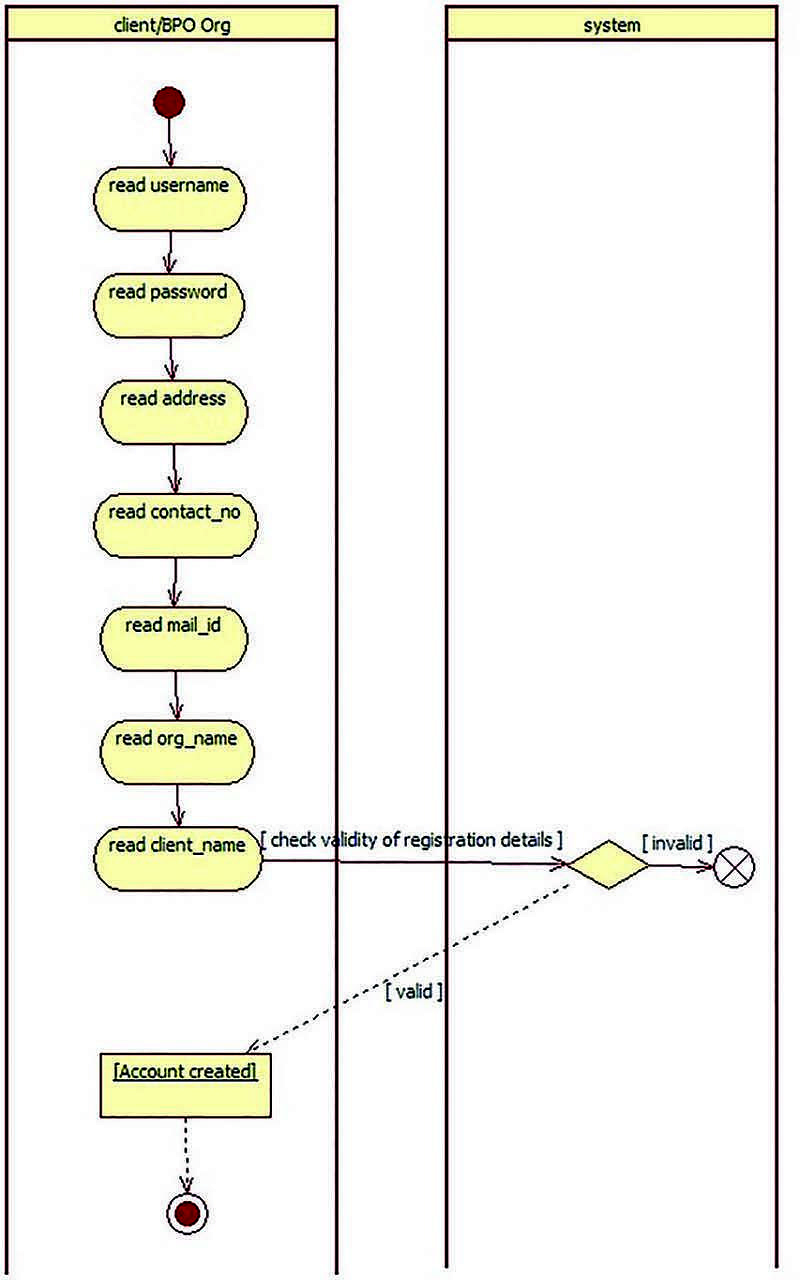 client/BPO Org
system
read username
read password
read address
read contact_no
read mail_id
read org_name
read client_name
[ check validity of registration details ]
[ invalid ]
[ valid ]
[Account created]